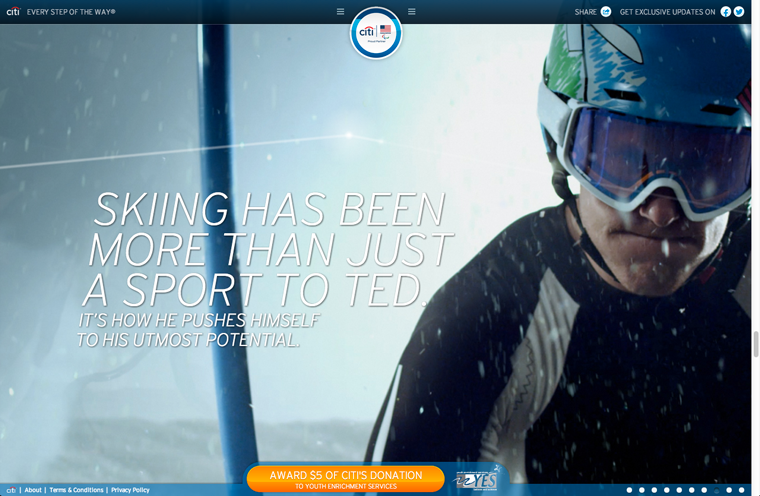 citi EVERY STEP OF THE WAY®
SHARE GET EXCLUSIVE UPDATES ON
citi
SKIING HAS BEEN
MORE THAN JUST
A SPORT TO TED.
IT'S HOW HE PUSHES HIMSELF
TO HIS UTMOST POTENTIAL.
AWARD $5 OF CITI'S DONATION
TO YOUTH ENRICHMENT SERVICES
YES
citi | About | Terms & Conditions | Privacy Policy